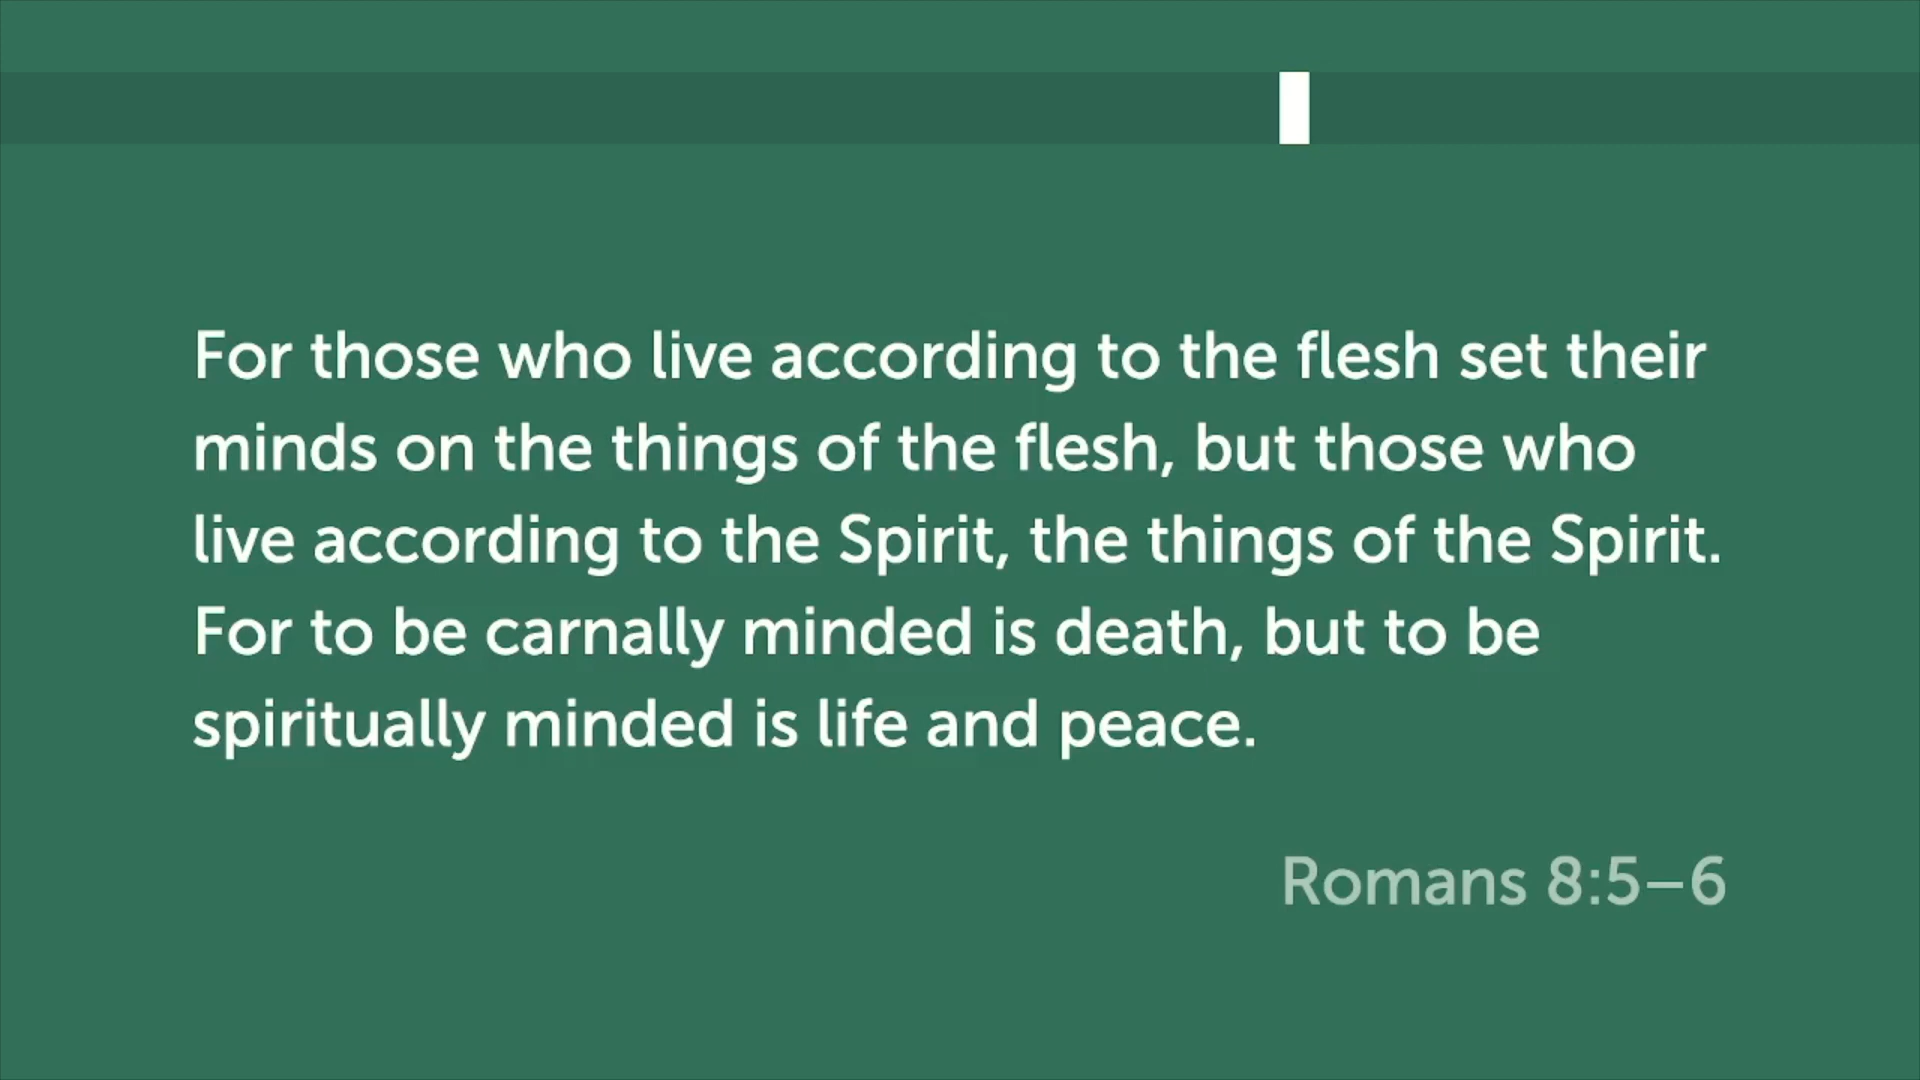 For those who live according to the flesh set their
minds on the things of the flesh, but those who
live according to the Spirit, the things of the Spirit.
For to be carnally minded is death, but to be
spiritually minded is life and peace.
Romans 8:5–6